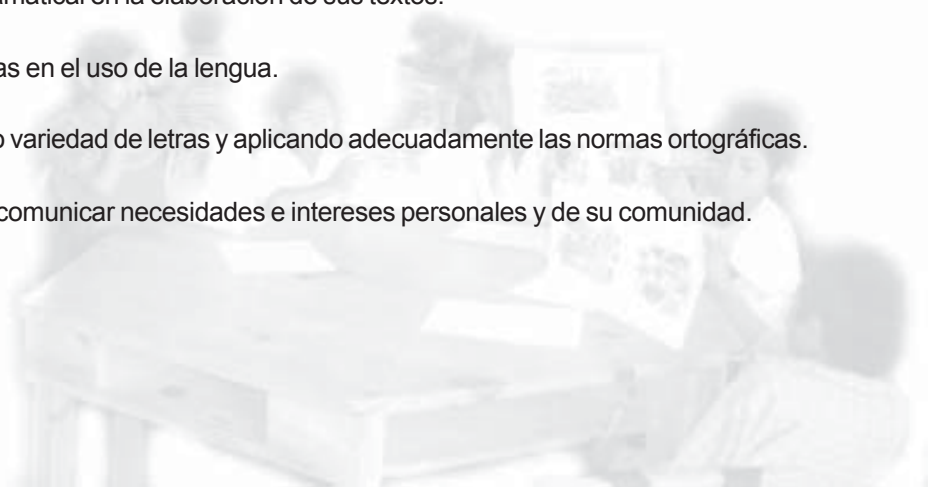 en la elaboración de sus textos.
as en el uso de la lengua.
o variedad de letras y aplicando adecuadamente las normas ortográficas.
comunicar necesidades e intereses personales y de su comunidad.